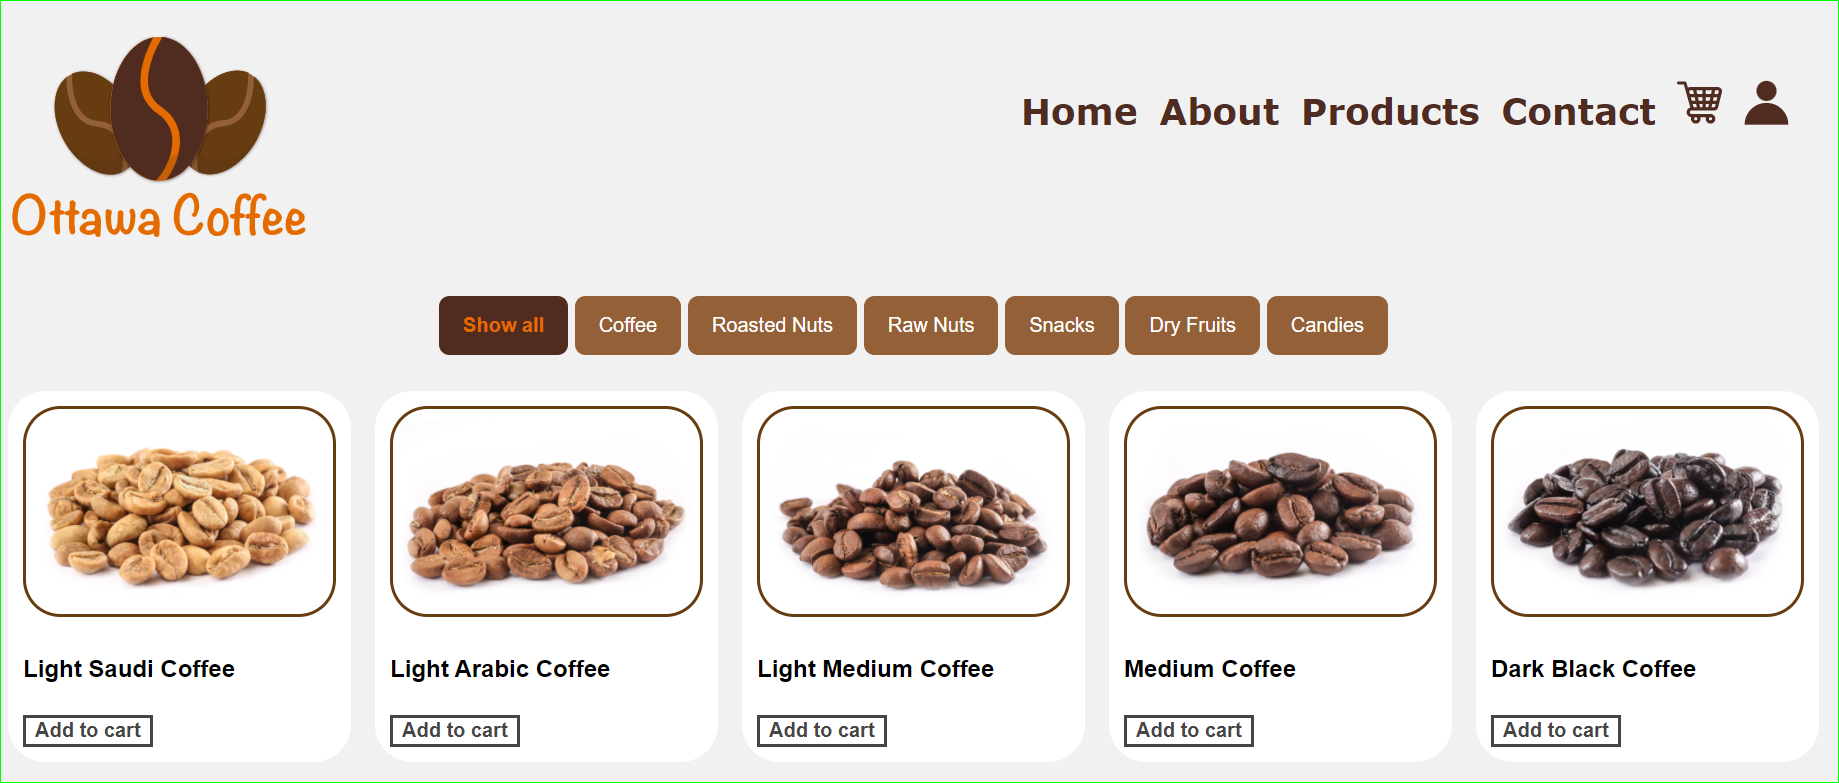 Home About Products Contact
Ottawa Coffee
Show all Coffee Roasted Nuts Raw Nuts Snacks Dry Fruits Candies
Light Saudi Coffee Light Arabic Coffee Light Medium Coffee Medium Coffee Dark Black Coffee
Add to cart Add to cart Add to cart Add to cart Add to cart